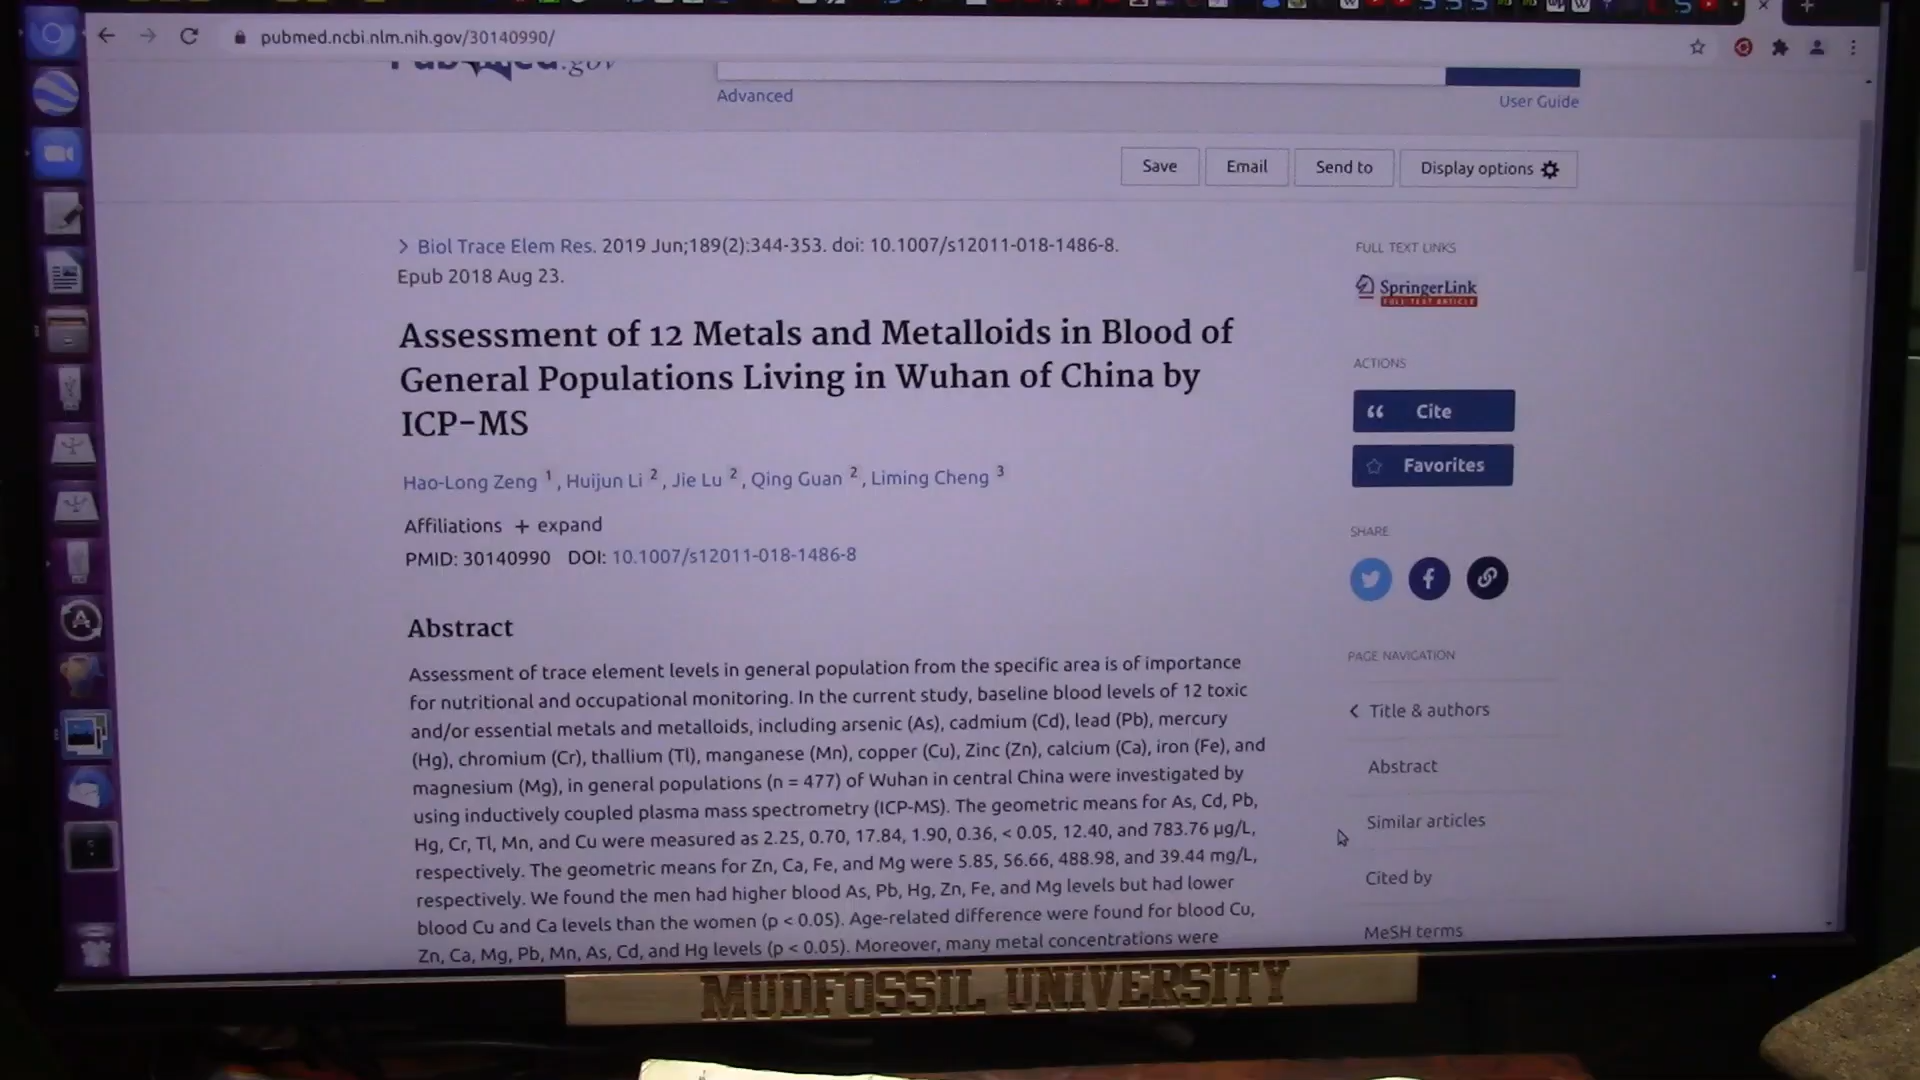 pubmed.ncbi.nlm.nih.gov/30140990/
PubMed.gov
Advanced
User Guide
Save Email Send to Display options
> Biol Trace Elem Res. 2019 Jun;189(2):344-353. doi: 10.1007/s12011-018-1486-8.
Epub 2018 Aug 23.
Assessment of 12 Metals and Metalloids in Blood of
General Populations Living in Wuhan of China by
ICP-MS
Hao-Long Zeng 1, Huijun Li 2, Jie Lu 2, Qing Guan 2, Liming Cheng 3
Affiliations + expand
PMID: 30140990 DOI: 10.1007/s12011-018-1486-8
Abstract
Assessment of trace element levels in general population from the specific area is of importance
for nutritional and occupational monitoring. In the current study, baseline blood levels of 12 toxic
and/or essential metals and metalloids, including arsenic (As), cadmium (Cd), lead (Pb), mercury
(Hg), chromium (Cr), thallium (Tl), manganese (Mn), copper (Cu), Zinc (Zn), calcium (Ca), iron (Fe), and
magnesium (Mg), in general populations (n = 477) of Wuhan in central China were investigated by
using inductively coupled plasma mass spectrometry (ICP-MS). The geometric means for As, Cd, Pb,
Hg, Cr, Tl, Mn, and Cu were measured as 2.25, 0.70, 17.84, 1.90, 0.36, < 0.05, 12.40, and 783.76 μg/L,
respectively. The geometric means for Zn, Ca, Fe, and Mg were 5.85, 56.66, 488.98, and 39.44 mg/L,
respectively. We found the men had higher blood As, Pb, Hg, Zn, Fe, and Mg levels but had lower
blood Cu and Ca levels than the women (p < 0.05). Age-related difference were found for blood Cu,
Zn, Ca, Mg, Pb, Mn, As, Cd, and Hg levels (p < 0.05). Moreover, many metal concentrations were
FULL TEXT LINKS
SpringerLink
FULL TEXT ARTICLE
ACTIONS
Cite
Favorites
SHARE
PAGE NAVIGATION
< Title & authors
Abstract
Similar articles
Cited by
MeSH terms
MUDFOSSIL UNIVERSITY